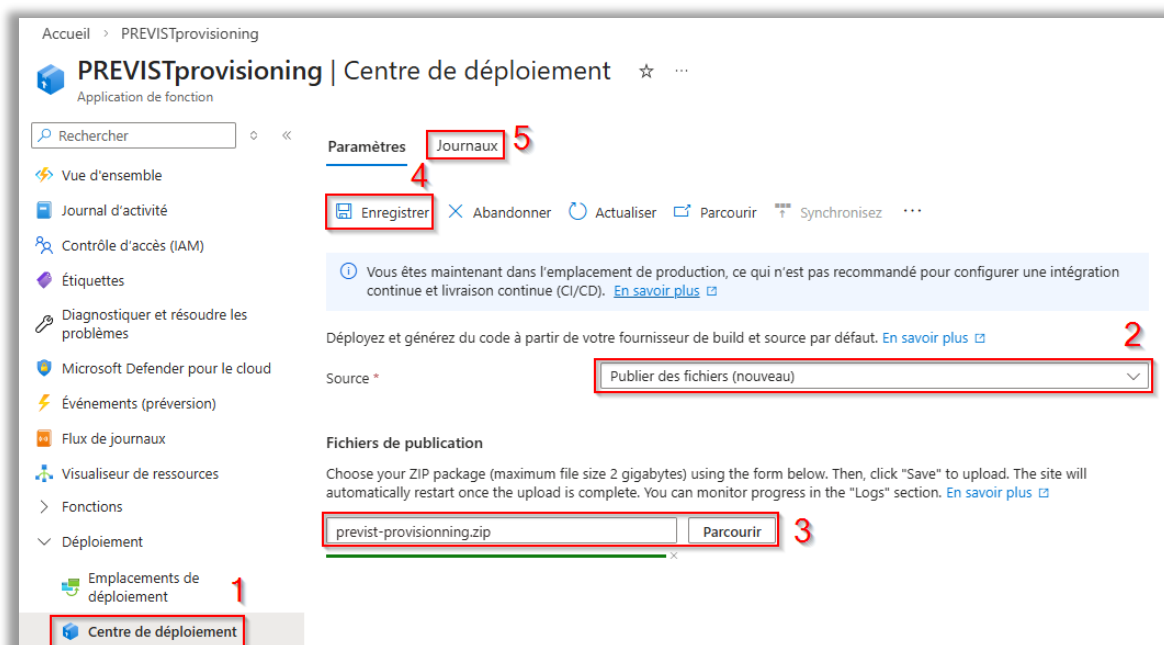 Accueil > PREVISTprovisioning
PREVISTprovisioning | Centre de déploiement ☆ ...
Application de fonction
Rechercher
Paramètres
Journaux
5
4
Enregistrer
Abandonner
Actualiser
Parcourir
Synchronisez
...
Vue d'ensemble
Journal d'activité
Contrôle d'accès (IAM)
Étiquettes
Diagnostiquer et résoudre les
problèmes
Microsoft Defender pour le cloud
Événements (préversion)
Flux de journaux
Visualiseur de ressources
Fonctions
Déploiement
Emplacements de
déploiement
1
Centre de déploiement
Vous êtes maintenant dans l'emplacement de production, ce qui n'est pas recommandé pour configurer une intégration
continue et livraison continue (CI/CD). En savoir plus
Déployez et générez du code à partir de votre fournisseur de build et source par défaut. En savoir plus
2
Source *
Publier des fichiers (nouveau)
Fichiers de publication
Choose your ZIP package (maximum file size 2 gigabytes) using the form below. Then, click "Save" to upload. The site will
automatically restart once the upload is complete. You can monitor progress in the "Logs" section. En savoir plus
previst-provisionning.zip
Parcourir
3